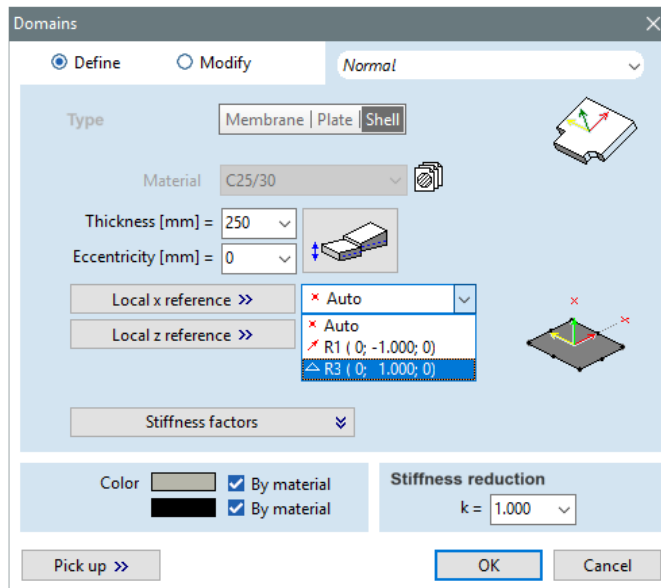 Domains
Define Modify Normal
Type Membrane | Plate | Shell
Material C25/30
Thickness [mm] = 250
Eccentricity [mm] = 0
Local x reference >> Auto
Local z reference >> Auto
R1 ( 0; -1.000; 0)
R3 ( 0; 1.000; 0)
Stiffness factors
Color By material
By material
Stiffness reduction
k = 1.000
Pick up >> OK Cancel